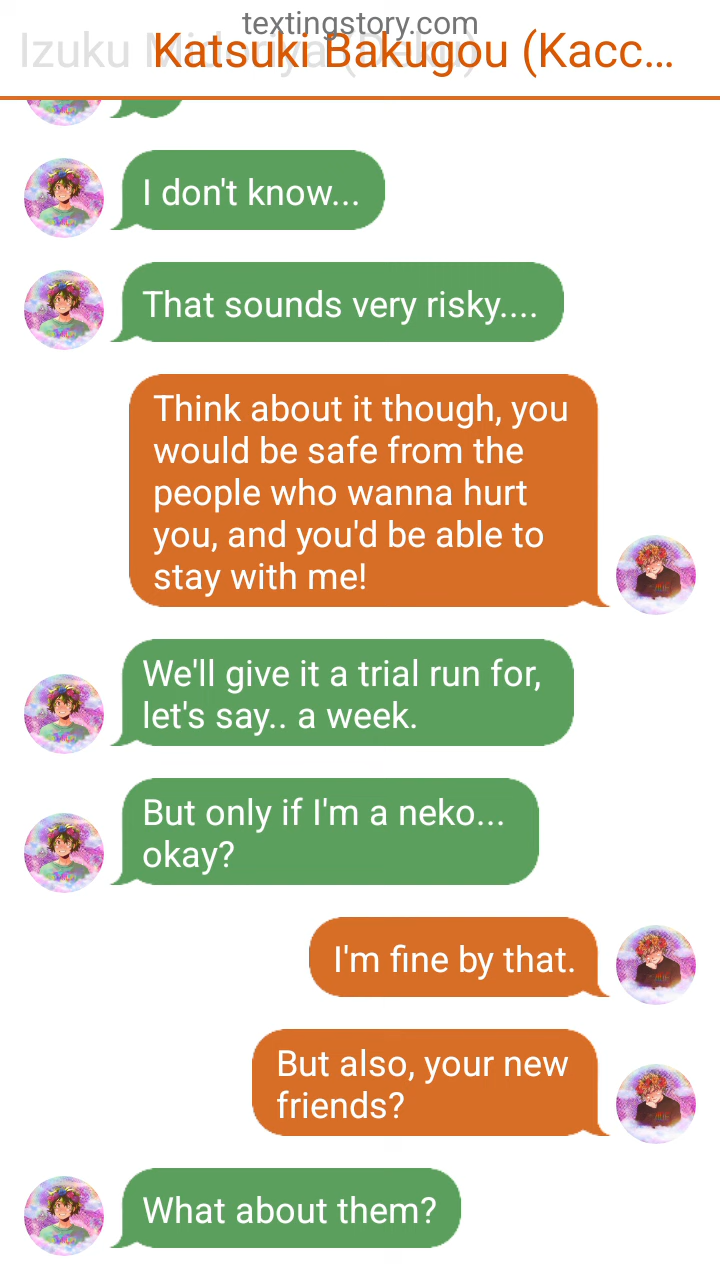 textingstory.com
Izuku Midoriya (Deku)
Katsuki Bakugou (Kacc...
I don't know...
That sounds very risky....
Think about it though, you
would be safe from the
people who wanna hurt
you, and you'd be able to
stay with me!
We'll give it a trial run for,
let's say.. a week.
But only if I'm a neko...
okay?
I'm fine by that.
But also, your new
friends?
What about them?